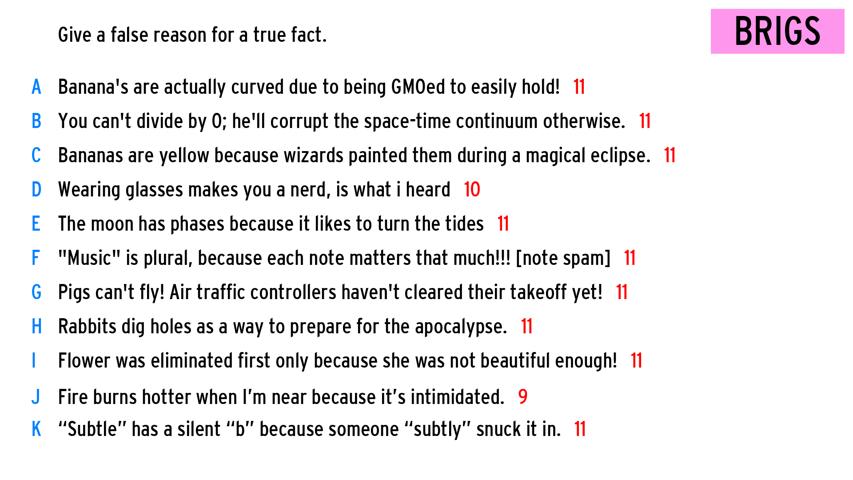 Give a false reason for a true fact.
BRIGS
A Banana's are actually curved due to being GMOed to easily hold! 11
B You can't divide by 0; he'll corrupt the space-time continuum otherwise. 11
C Bananas are yellow because wizards painted them during a magical eclipse. 11
D Wearing glasses makes you a nerd, is what i heard 10
E The moon has phases because it likes to turn the tides 11
F "Music" is plural, because each note matters that much!!! [note spam] 11
G Pigs can't fly! Air traffic controllers haven't cleared their takeoff yet! 11
H Rabbits dig holes as a way to prepare for the apocalypse. 11
I Flower was eliminated first only because she was not beautiful enough! 11
J Fire burns hotter when I’m near because it’s intimidated. 9
K “Subtle” has a silent “b” because someone “subtly” snuck it in. 11